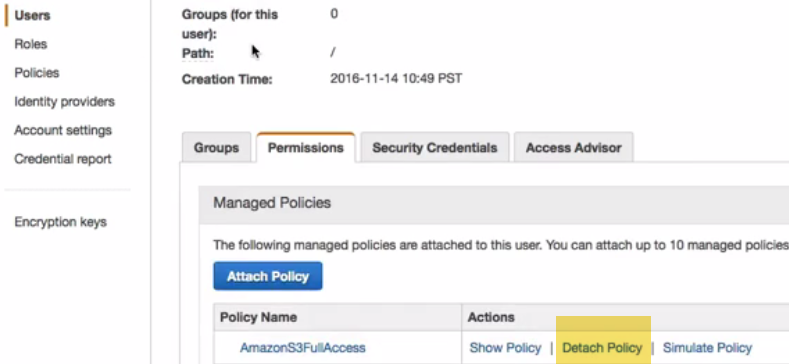 Users
Roles
Policies
Identity providers
Account settings
Credential report
Encryption keys
Groups (for this
user):
0
Path:
/
Creation Time:
2016-11-14 10:49 PST
Groups
Permissions
Security Credentials
Access Advisor
Managed Policies
The following managed policies are attached to this user. You can attach up to 10 managed policies
Attach Policy
Policy Name
Actions
AmazonS3FullAccess
Show Policy | Detach Policy | Simulate Policy